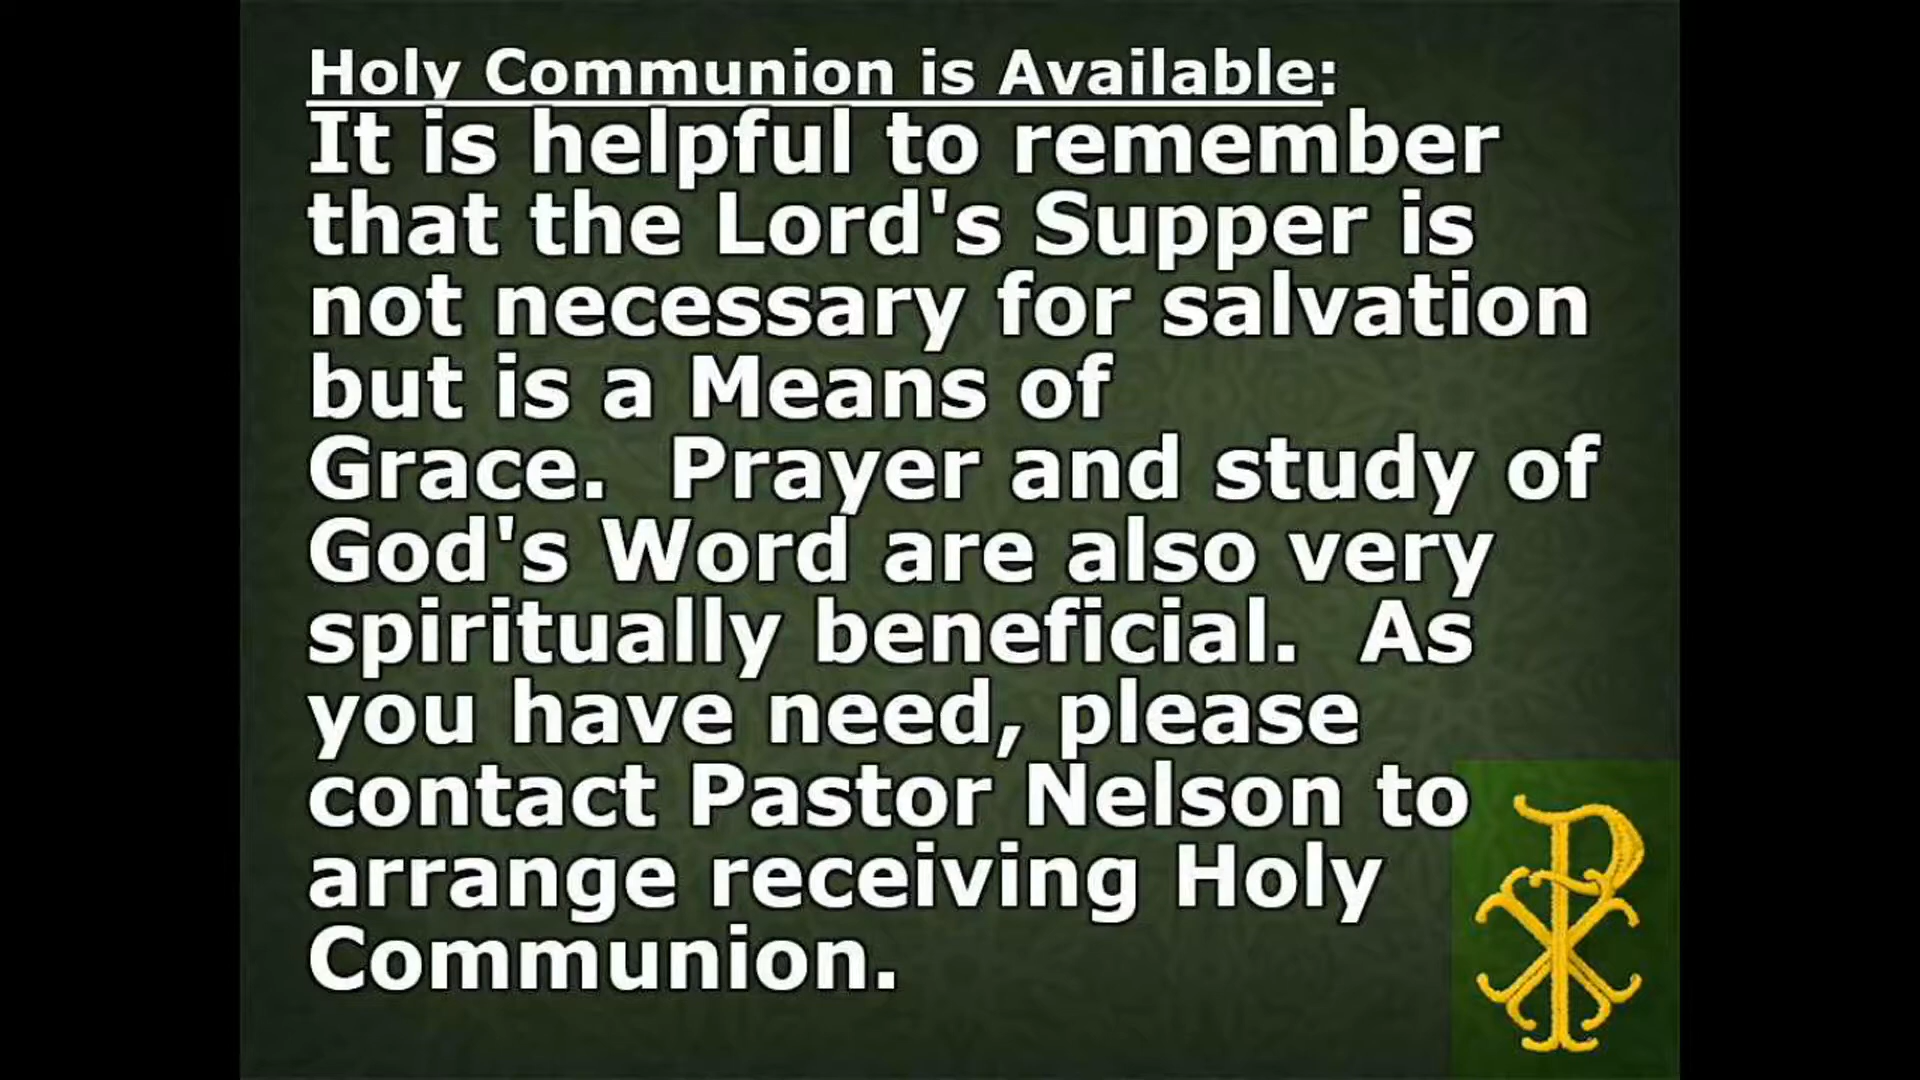 Holy Communion is Available:
It is helpful to remember
that the Lord's Supper is
not necessary for salvation
but is a Means of
Grace.  Prayer and study of
God's Word are also very
spiritually beneficial.  As
you have need, please
contact Pastor Nelson to
arrange receiving Holy
Communion.